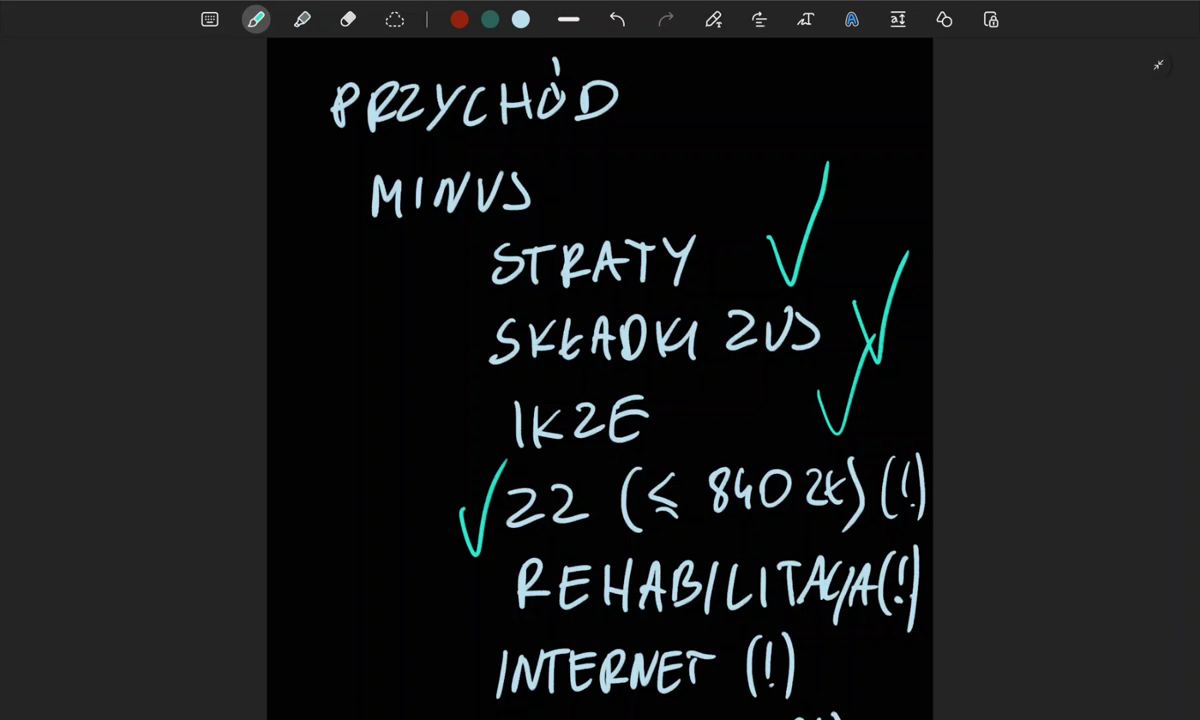 PRZYCHÓD
MINUS
STRATY
SKŁADKI ZUS
IKZE
ZZ (≤ 840 ZŁ) (!)
REHABILITACJA (!)
INTERNET (!)